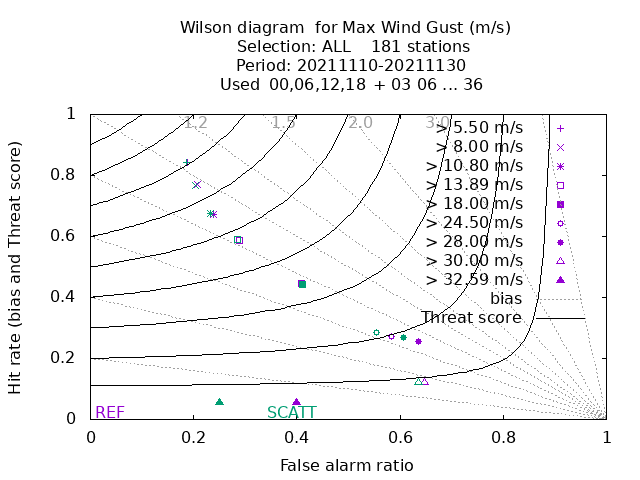 Wilson diagram  for Max Wind Gust (m/s)
Selection: ALL    181 stations
Period: 20211110-20211130
Used  00,06,12,18  + 03 06 ... 36
1.2 1.5 2.0 3.0
> 5.50 m/s
> 8.00 m/s
> 10.80 m/s
> 13.89 m/s
> 18.00 m/s
> 24.50 m/s
> 28.00 m/s
> 30.00 m/s
> 32.59 m/s
bias
Threat score
Hit rate (bias and Threat score)
1
0.8
0.6
0.4
0.2
0
REF SCATT
0 0.2 0.4 0.6 0.8 1
False alarm ratio